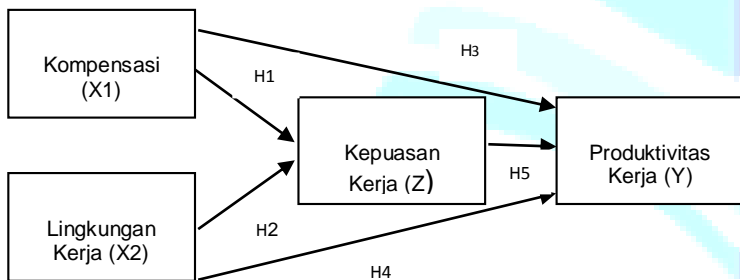 Kompensasi
(X1)
H1
H3
Kepuasan
Kerja (Z)
H5
Produktivitas
Kerja (Y)
Lingkungan
Kerja (X2)
H2
H4